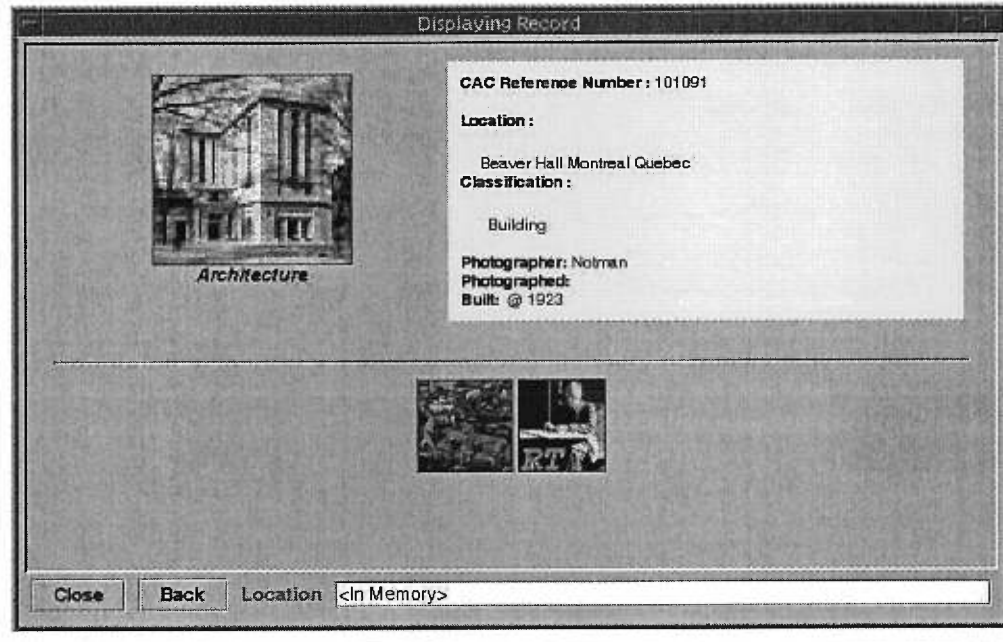 Displaying Record
CAC Reference Number: 101091
Location:
Beaver Hall Montreal Quebec
Classification:
Building
Photographer: Notman
Photographed:
Built: @ 1923
Architecture
RTI
Close Back Location <In Memory>